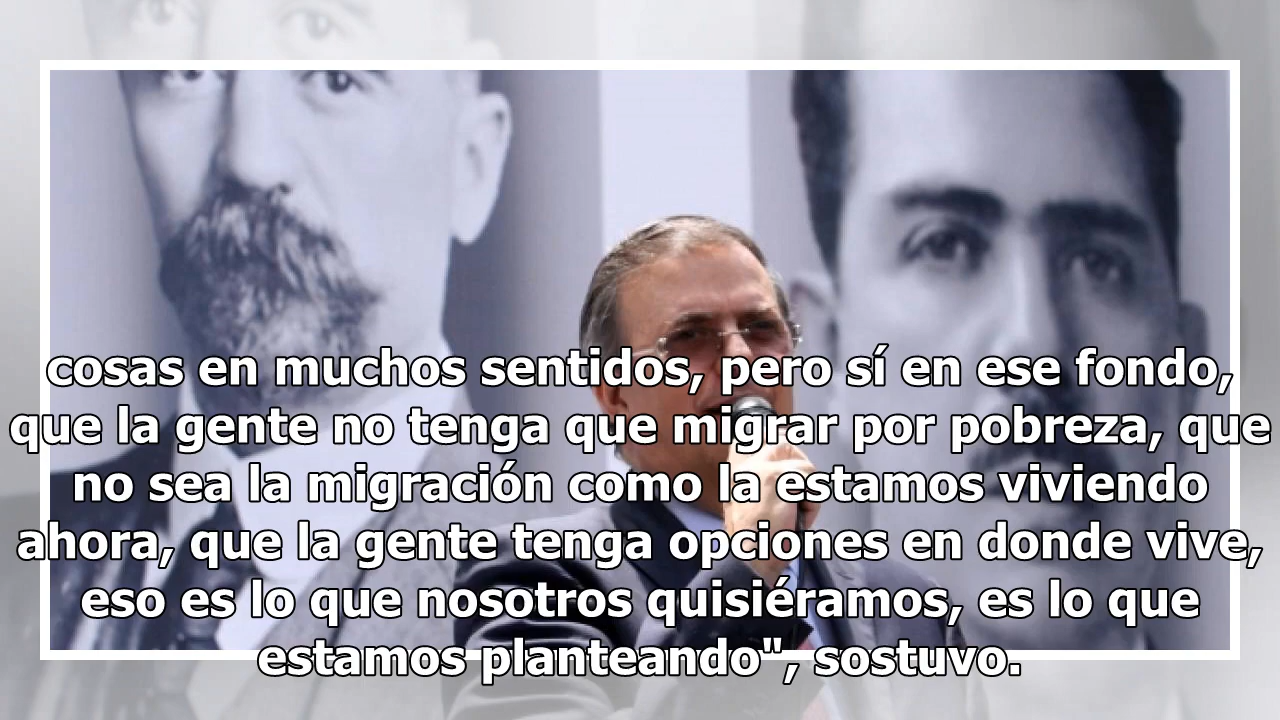 cosas en muchos sentidos, pero sí en ese fondo,
que la gente no tenga que migrar por pobreza, que
no sea la migración como la estamos viviendo
ahora, que la gente tenga opciones en donde vive,
eso es lo que nosotros quisiéramos, es lo que
estamos planteando", sostuvo.